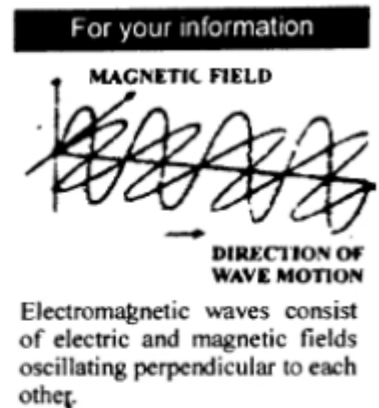 For your information
MAGNETIC FIELD
DIRECTION OF
WAVE MOTION
Electromagnetic waves consist
of electric and magnetic fields
oscillating perpendicular to each
other.